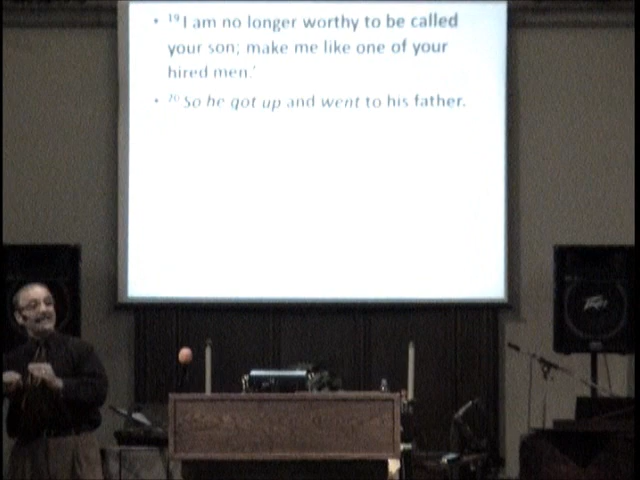 • 19 I am no longer worthy to be called
your son; make me like one of your
hired men.'
• 20 So he got up and went to his father.
PEAVEY